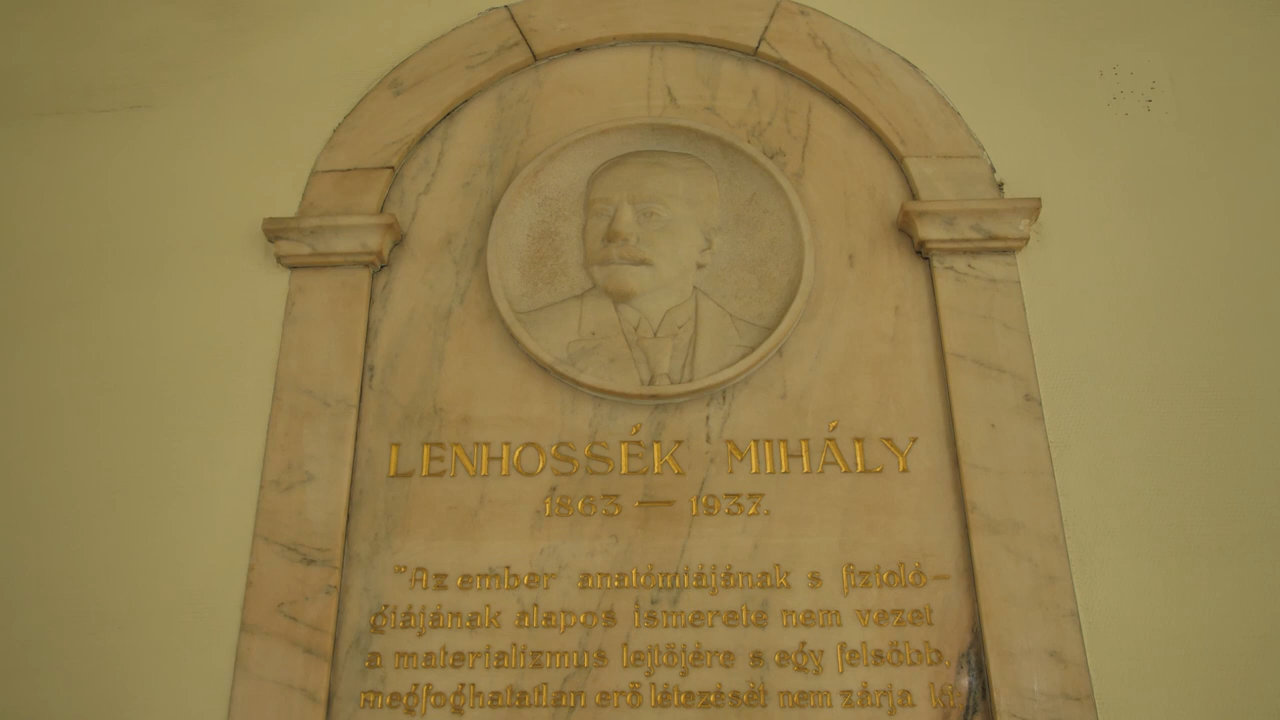 LENHOSSÉK MIHÁLY
1863 — 1937.
"Az ember anatómiájának s fizioló-
giájának alapos ismerete nem vezet
a materializmus lejtőjére s egy felsőbb,
megfoghatatlan erő létezését nem zárja ki.